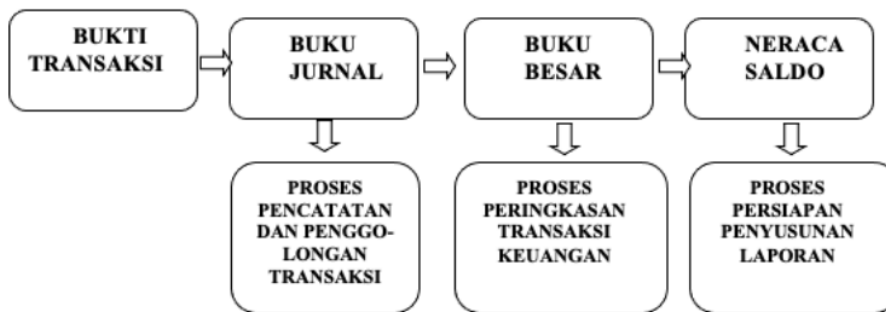 BUKTI
TRANSAKSI
BUKU
JURNAL
BUKU
BESAR
NERACA
SALDO
PROSES
PENCATATAN
DAN PENGGO-
LONGAN
TRANSAKSI
PROSES
PERINGKASAN
TRANSAKSI
KEUANGAN
PROSES
PERSIAPAN
PENYUSUNAN
LAPORAN